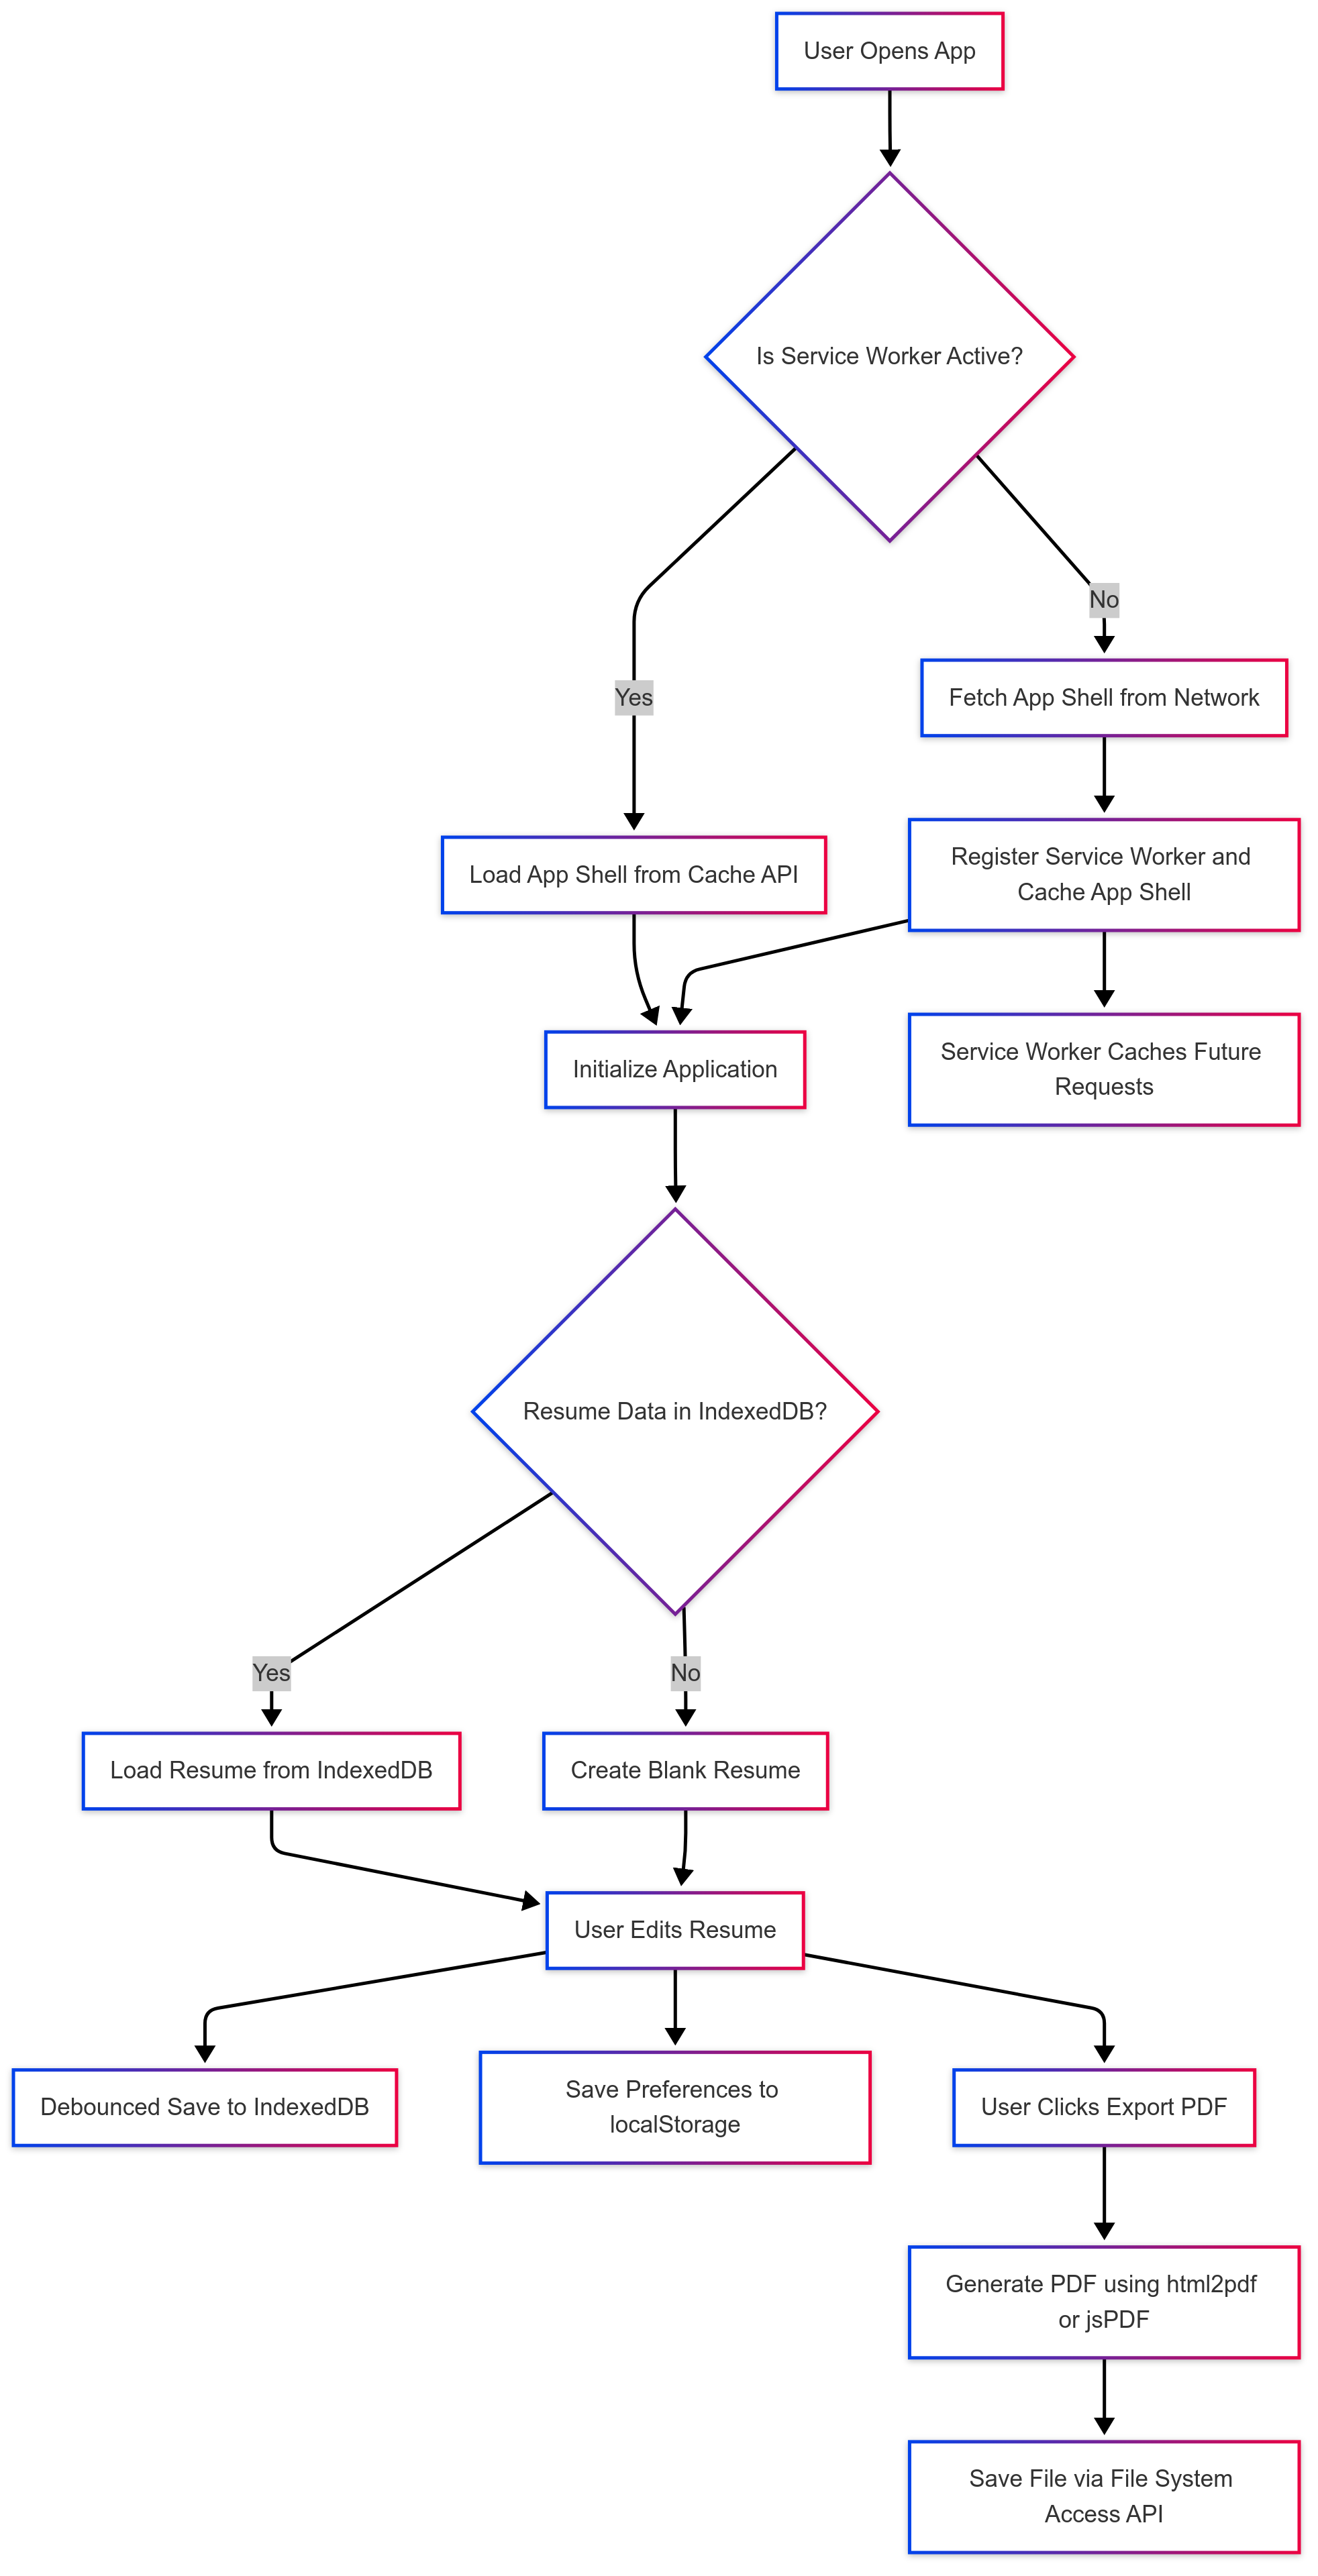 User Opens App
Is Service Worker Active?
No
Yes
Fetch App Shell from Network
Load App Shell from Cache API
Register Service Worker and
Cache App Shell
Initialize Application
Service Worker Caches Future
Requests
Resume Data in IndexedDB?
Yes
No
Load Resume from IndexedDB
Create Blank Resume
User Edits Resume
Debounced Save to IndexedDB
Save Preferences to
localStorage
User Clicks Export PDF
Generate PDF using html2pdf
or jsPDF
Save File via File System
Access API